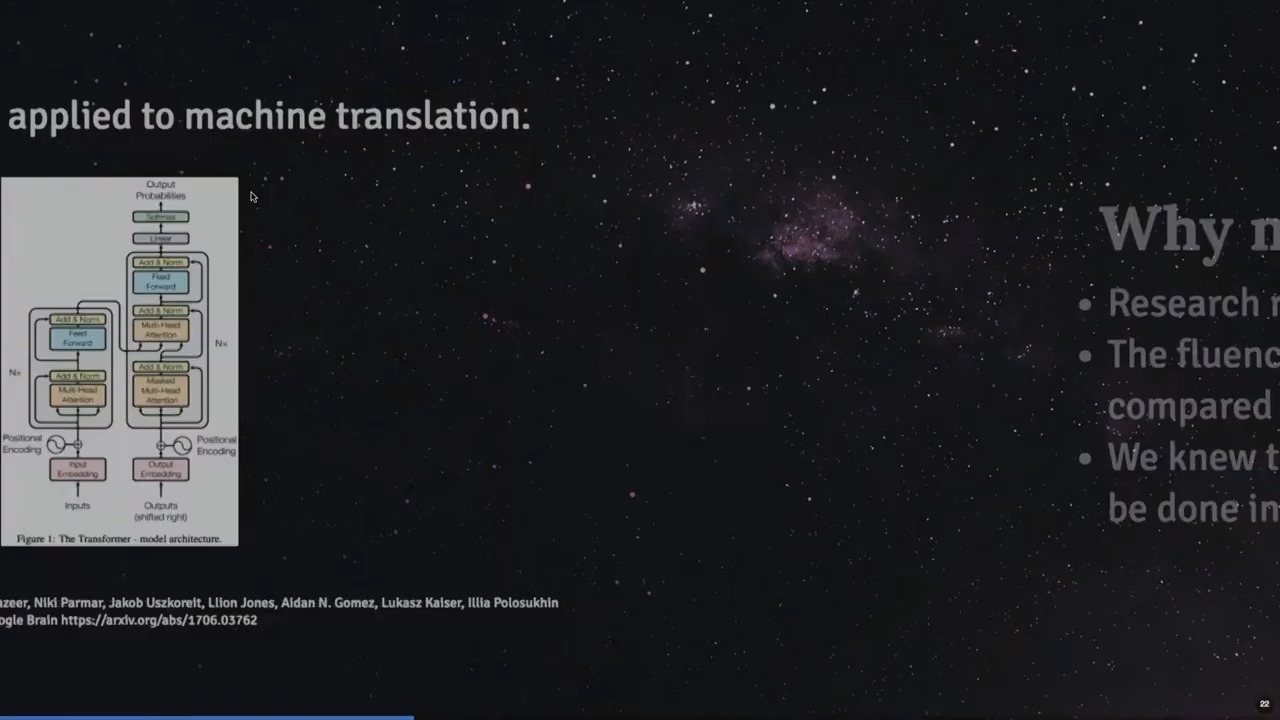 applied to machine translation.
Output
Probabilities
Softmax
Linear
Add & Norm
Feed
Forward
Add & Norm
Multi-Head
Attention
Add & Norm
Masked
Multi-Head
Attention
Nx
Positional
Encoding
Output
Embedding
Outputs
(shifted right)
Add & Norm
Feed
Forward
Nx
Add & Norm
Multi-Head
Attention
Positional
Encoding
Input
Embedding
Inputs
Figure 1: The Transformer - model architecture.
azeer, Niki Parmar, Jakob Uszkoreit, Llion Jones, Aidan N. Gomez, Lukasz Kaiser, Illia Polosukhin
ogle Brain https://arxiv.org/abs/1706.03762
Why
• Research
• The fluenc
compared
• We knew t
be done in
22